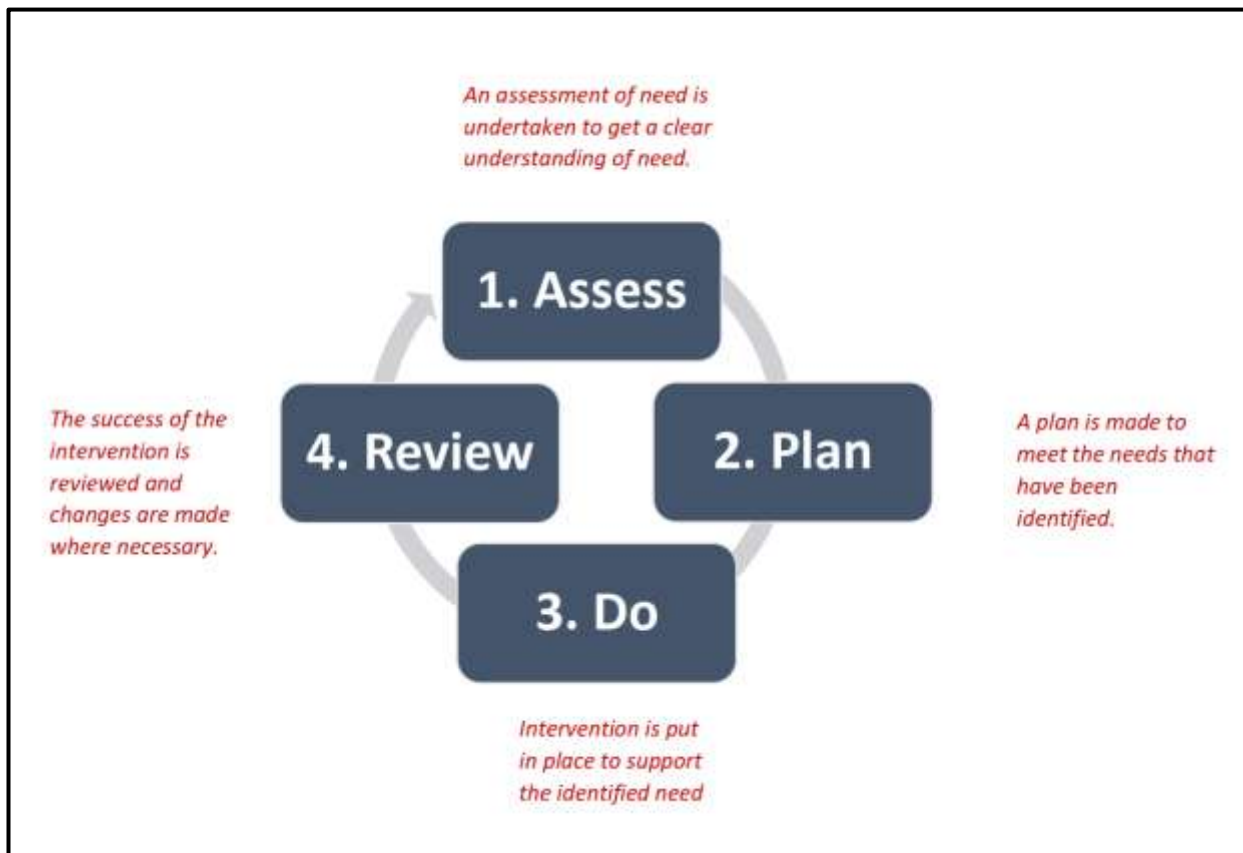 An assessment of need is
undertaken to get a clear
understanding of need.
1. Assess
2. Plan
A plan is made to
meet the needs that
have been
identified.
3. Do
Intervention is put
in place to support
the identified need
4. Review
The success of the
intervention is
reviewed and
changes are made
where necessary.